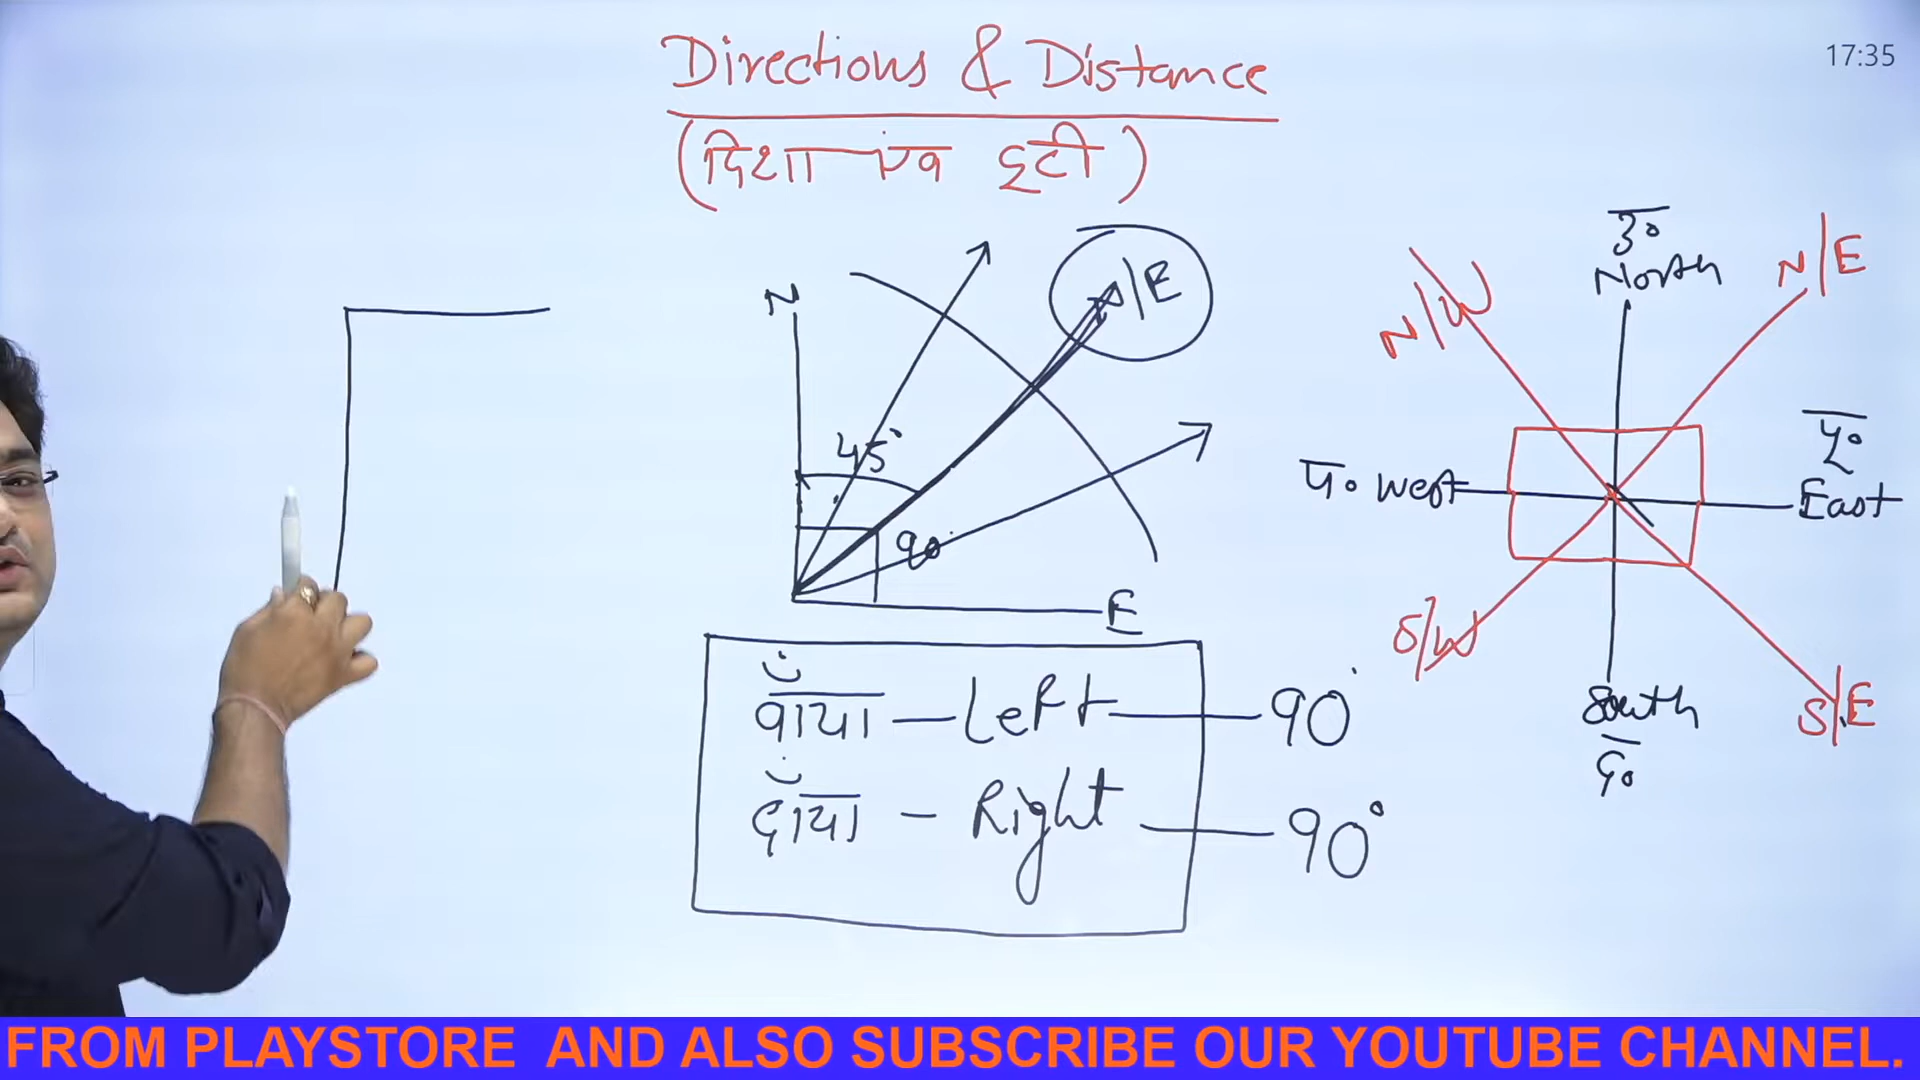 Directions & Distance
(दिशा एवं दूरी)
17:35
N
N/E
45°
90°
E
बाँया — Left — 90°
दाँया — Right — 90°
उ०
North
N/E
N/W
प० West
पू०
East
S/W
South
द०
S/E
FROM PLAYSTORE AND ALSO SUBSCRIBE OUR YOUTUBE CHANNEL.